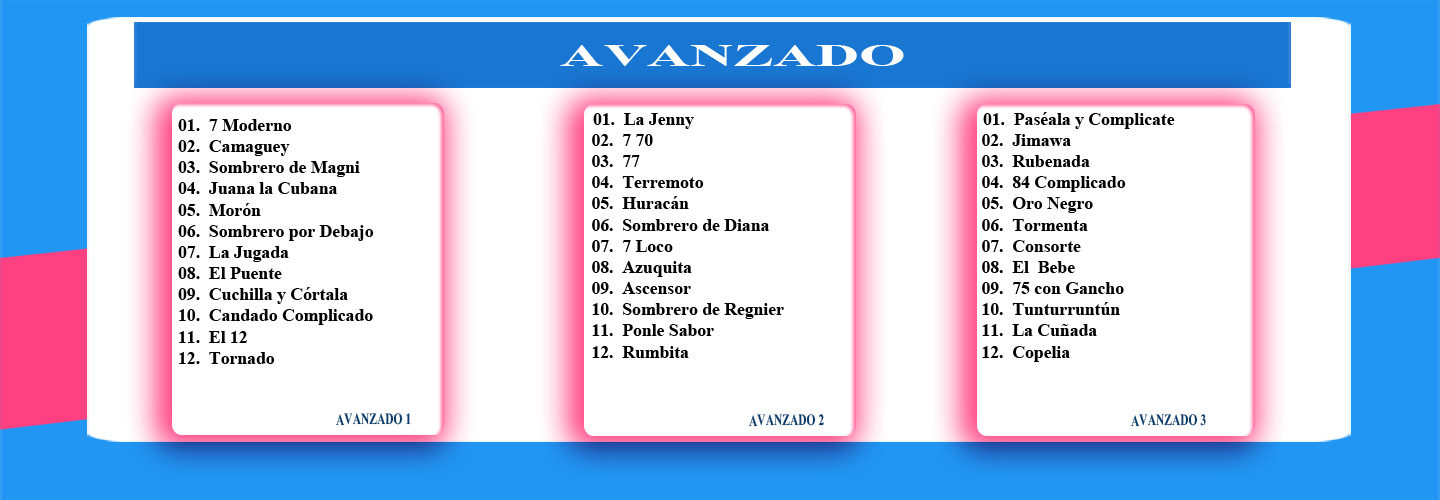 AVANZADO
01. 7 Moderno
02. Camaguey
03. Sombrero de Magni
04. Juana la Cubana
05. Morón
06. Sombrero por Debajo
07. La Jugada
08. El Puente
09. Cuchilla y Córtala
10. Candado Complicado
11. El 12
12. Tornado
AVANZADO 1
01. La Jenny
02. 7 70
03. 77
04. Terremoto
05. Huracán
06. Sombrero de Diana
07. 7 Loco
08. Azuquita
09. Ascensor
10. Sombrero de Regnier
11. Ponle Sabor
12. Rumbita
AVANZADO 2
01. Paséala y Complicate
02. Jimawa
03. Rubenada
04. 84 Complicado
05. Oro Negro
06. Tormenta
07. Consorte
08. El Bebe
09. 75 con Gancho
10. Tunturruntún
11. La Cuñada
12. Copelia
AVANZADO 3